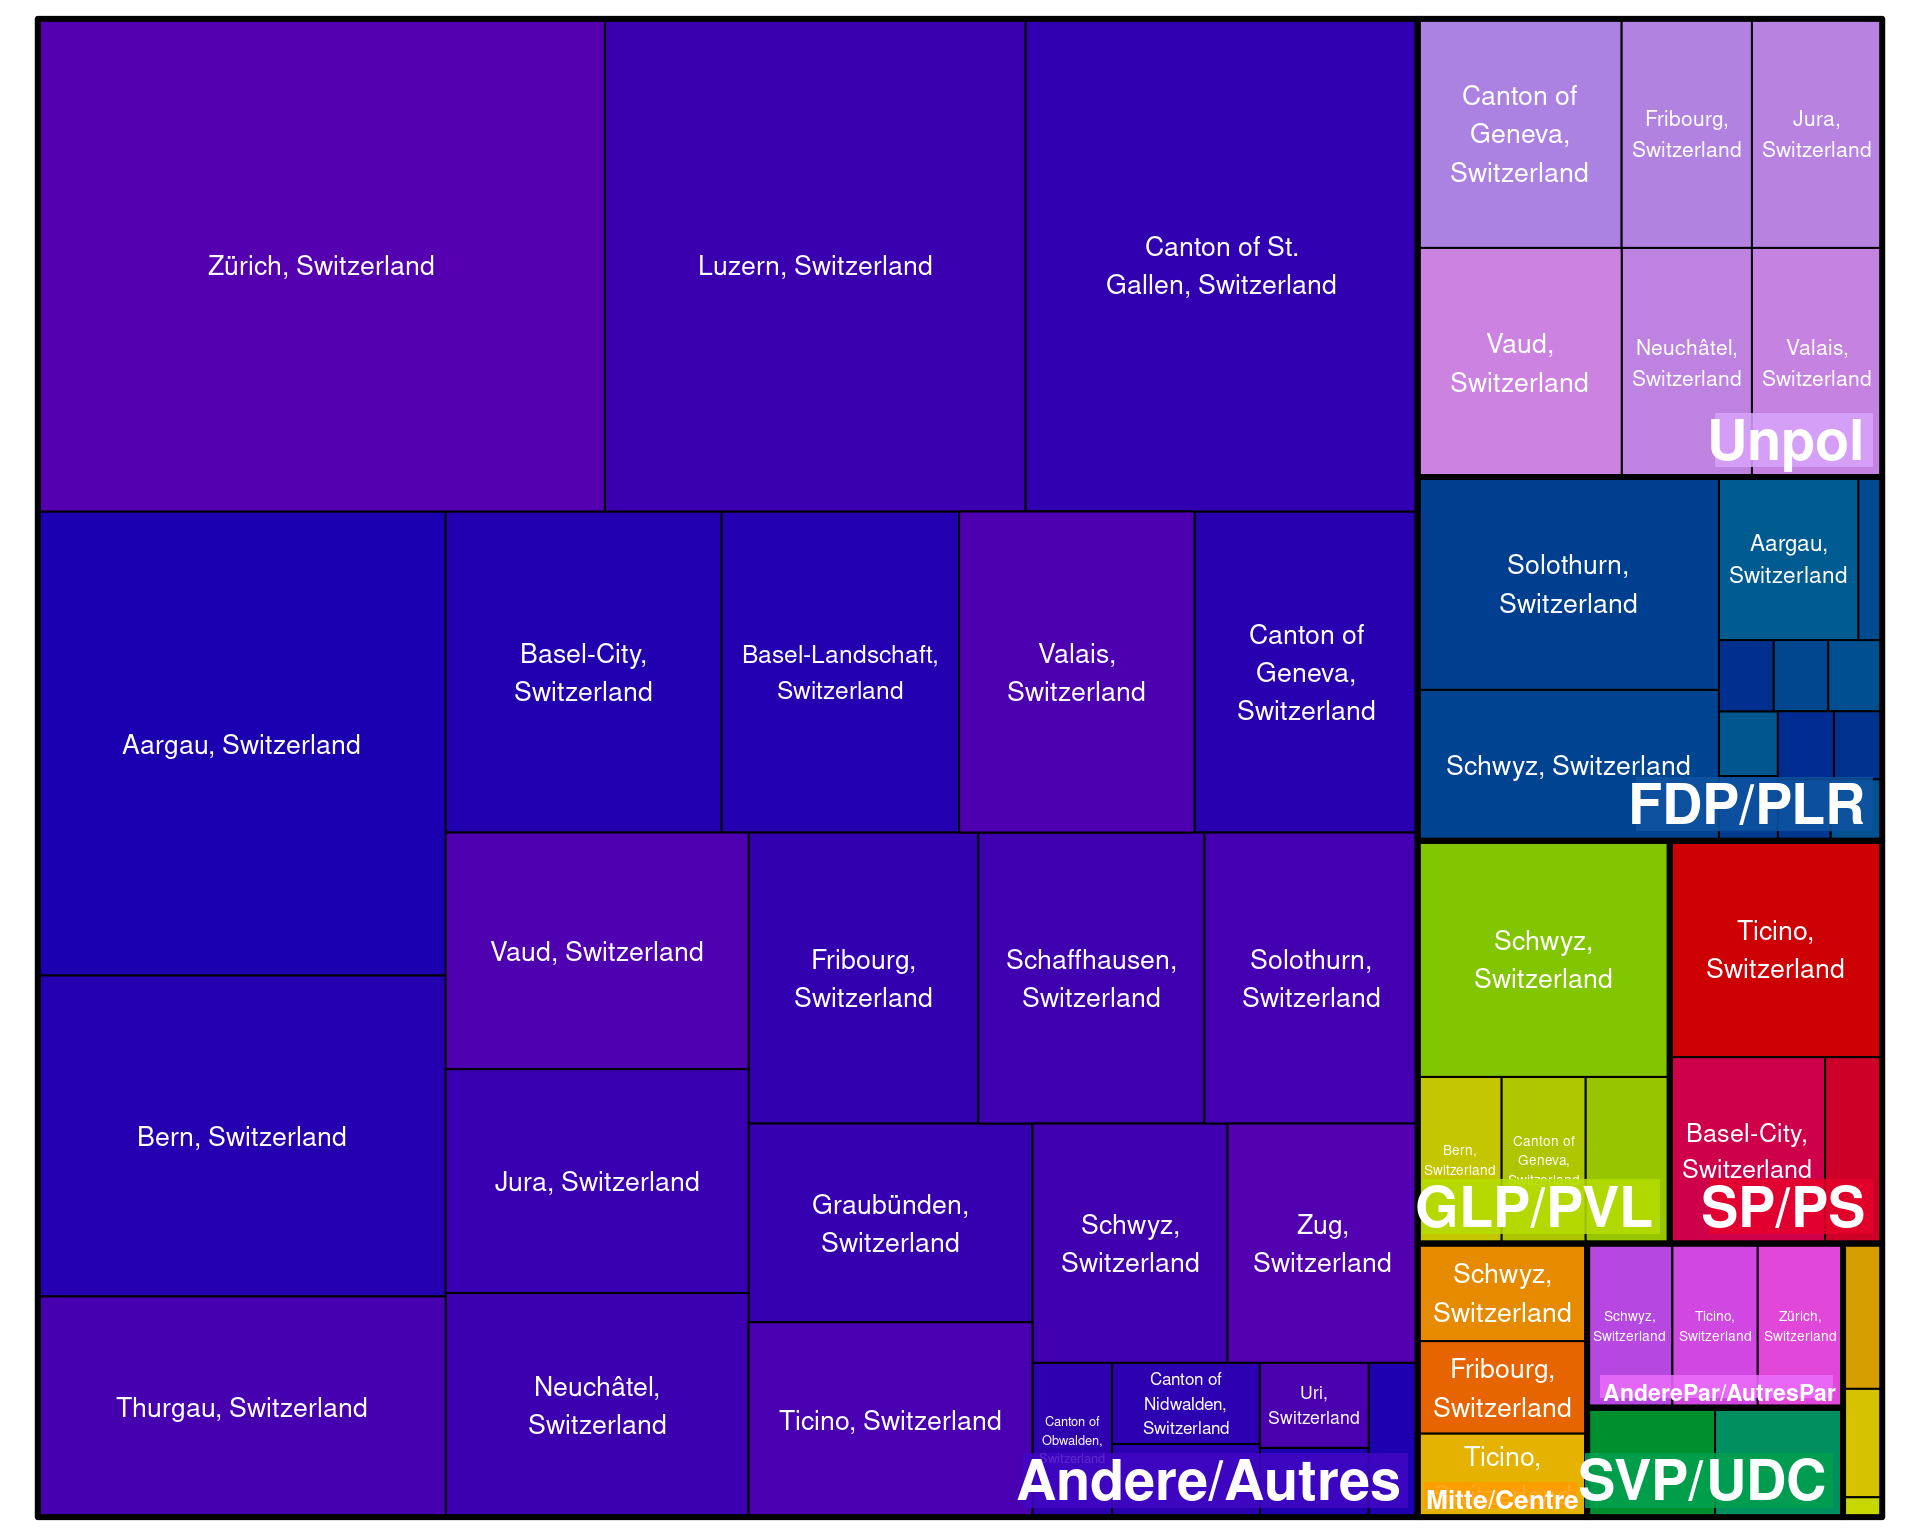 Zürich, Switzerland
Luzern, Switzerland
Canton of St.
Gallen, Switzerland
Aargau, Switzerland
Basel-City,
Switzerland
Basel-Landschaft,
Switzerland
Valais,
Switzerland
Canton of
Geneva,
Switzerland
Bern, Switzerland
Thurgau, Switzerland
Vaud, Switzerland
Jura, Switzerland
Neuchâtel,
Switzerland
Fribourg,
Switzerland
Schaffhausen,
Switzerland
Solothurn,
Switzerland
Graubünden,
Switzerland
Ticino, Switzerland
Schwyz,
Switzerland
Zug,
Switzerland
Canton of
Obwalden,
Switzerland
Canton of
Nidwalden,
Switzerland
Uri,
Switzerland
Andere/Autres
Canton of
Geneva,
Switzerland
Fribourg,
Switzerland
Jura,
Switzerland
Vaud,
Switzerland
Neuchâtel,
Switzerland
Valais,
Switzerland
Unpol
Solothurn,
Switzerland
Aargau,
Switzerland
Schwyz, Switzerland
FDP/PLR
Schwyz,
Switzerland
Bern,
Switzerland
Canton of
Geneva,
Switzerland
GLP/PVL
Ticino,
Switzerland
Basel-City,
Switzerland
SP/PS
Schwyz,
Switzerland
Fribourg,
Switzerland
Ticino,
Mitte/Centre
Schwyz,
Switzerland
Ticino,
Switzerland
Zürich,
Switzerland
AnderePar/AutresPar
SVP/UDC